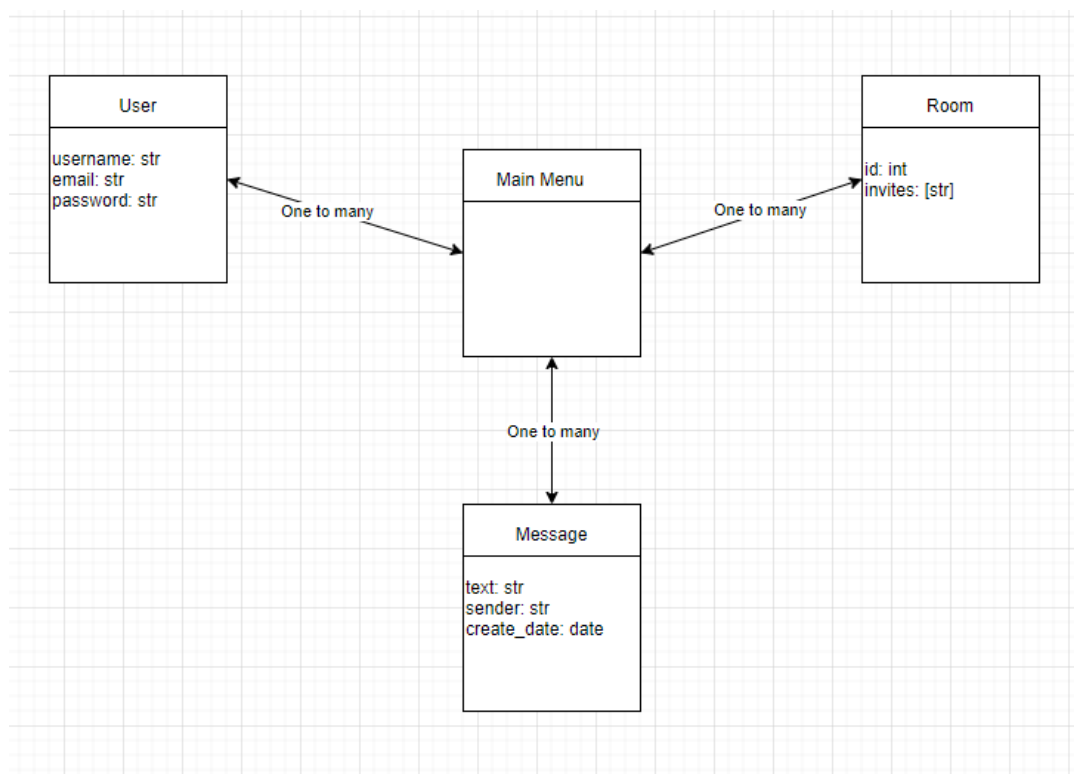 User
username: str
email: str
password: str
One to many
Main Menu
One to many
Room
id: int
invites: [str]
One to many
Message
text: str
sender: str
create_date: date